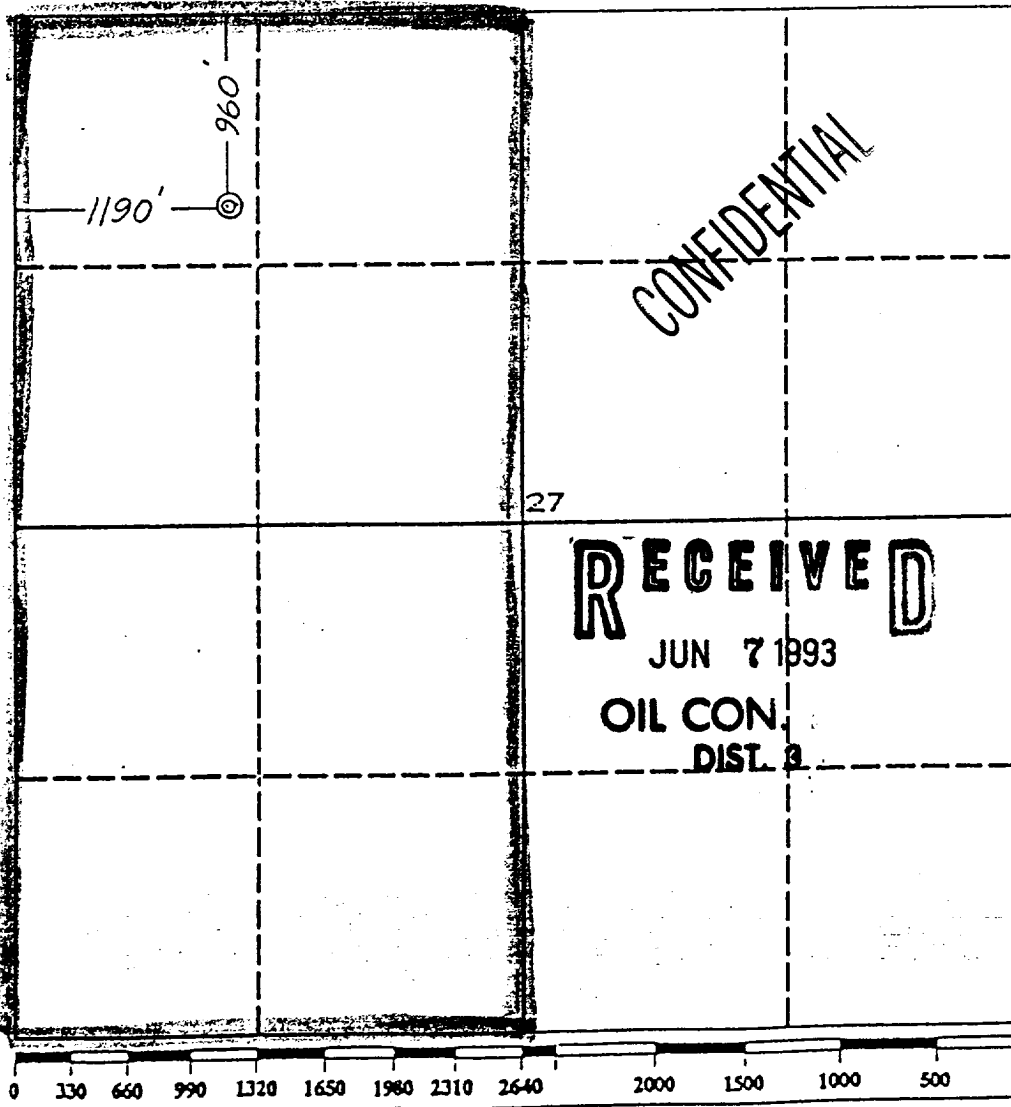 960'
1190'
CONFIDENTIAL
27
RECEIVED
JUN 7 1993
OIL CON.
DIST. 3
0 330 660 990 1320 1650 1980 2310 2640 2000 1500 1000 500